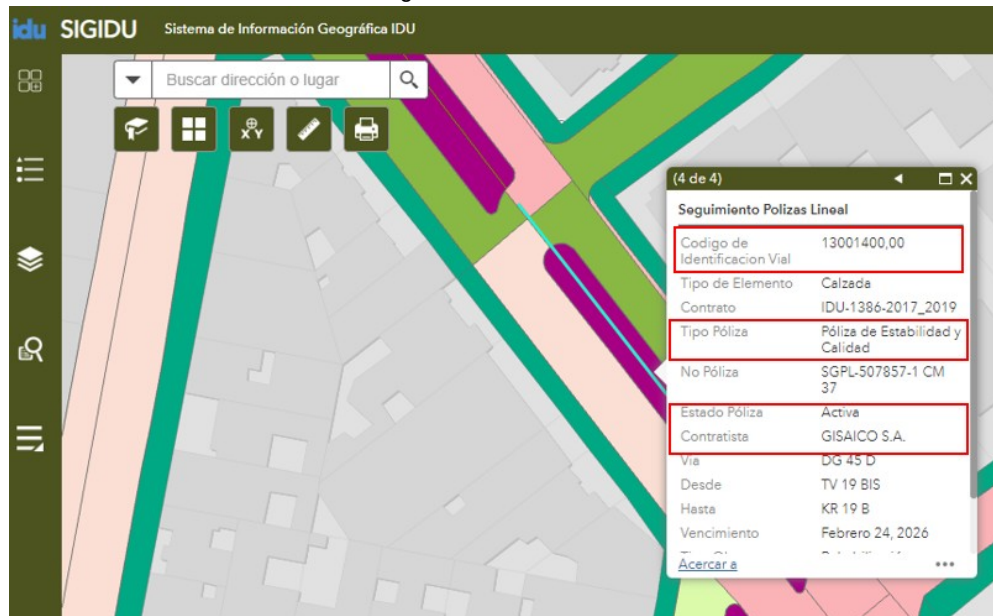 idu SIGIDU Sistema de Información Geográfica IDU
Buscar dirección o lugar
X Y
(4 de 4)
Seguimiento Polizas Lineal
Codigo de Identificacion Vial 13001400,00
Tipo de Elemento Calzada
Contrato IDU-1386-2017_2019
Tipo Póliza Póliza de Estabilidad y Calidad
No Póliza SGPL-507857-1 CM 37
Estado Póliza Activa
Contratista GISAICO S.A.
Via DG 45 D
Desde TV 19 BIS
Hasta KR 19 B
Vencimiento Febrero 24, 2026
Acercar a